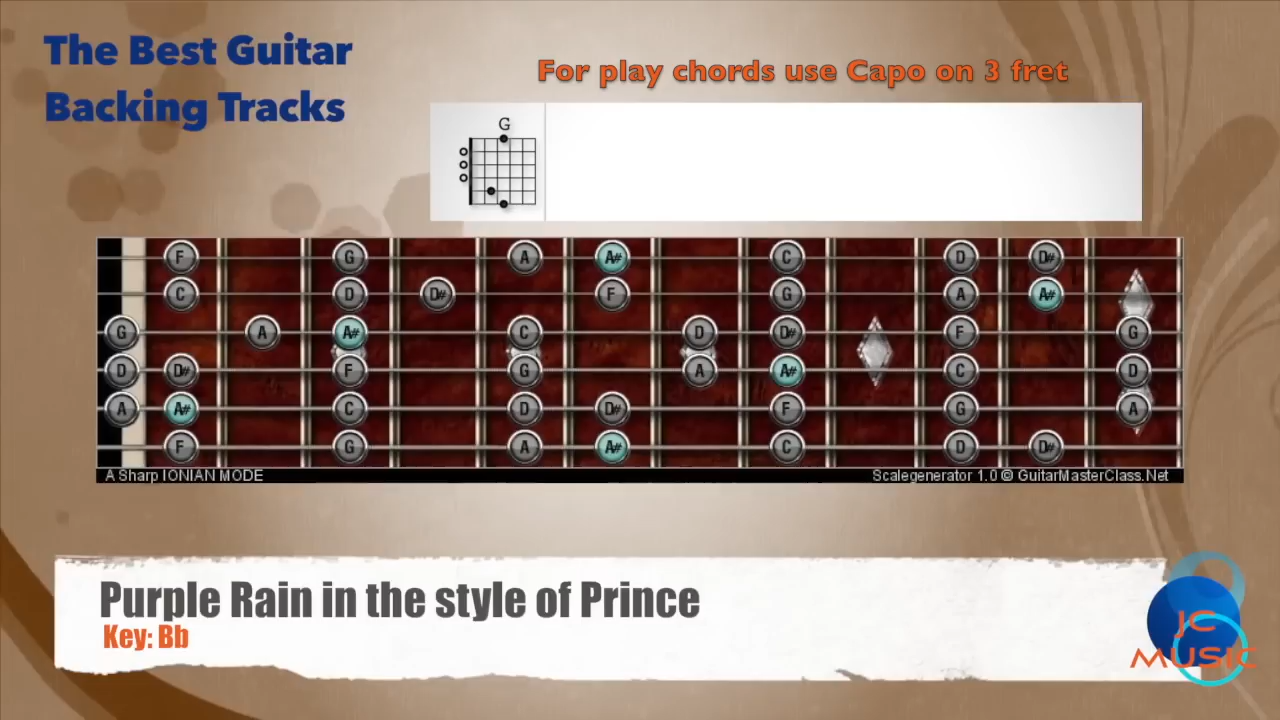 The Best Guitar
Backing Tracks
For play chords use Capo on 3 fret
G
F G A A# C D D#
C D D# F G A A#
G A A# C D D# F G
D D# F G A A# C D
A A# C D D# F G A
F G A A# C D D#
A Sharp IONIAN MODE
Scalegenerator 1.0 © GuitarMasterClass.Net
Purple Rain in the style of Prince
Key: Bb
JC
MUSIC